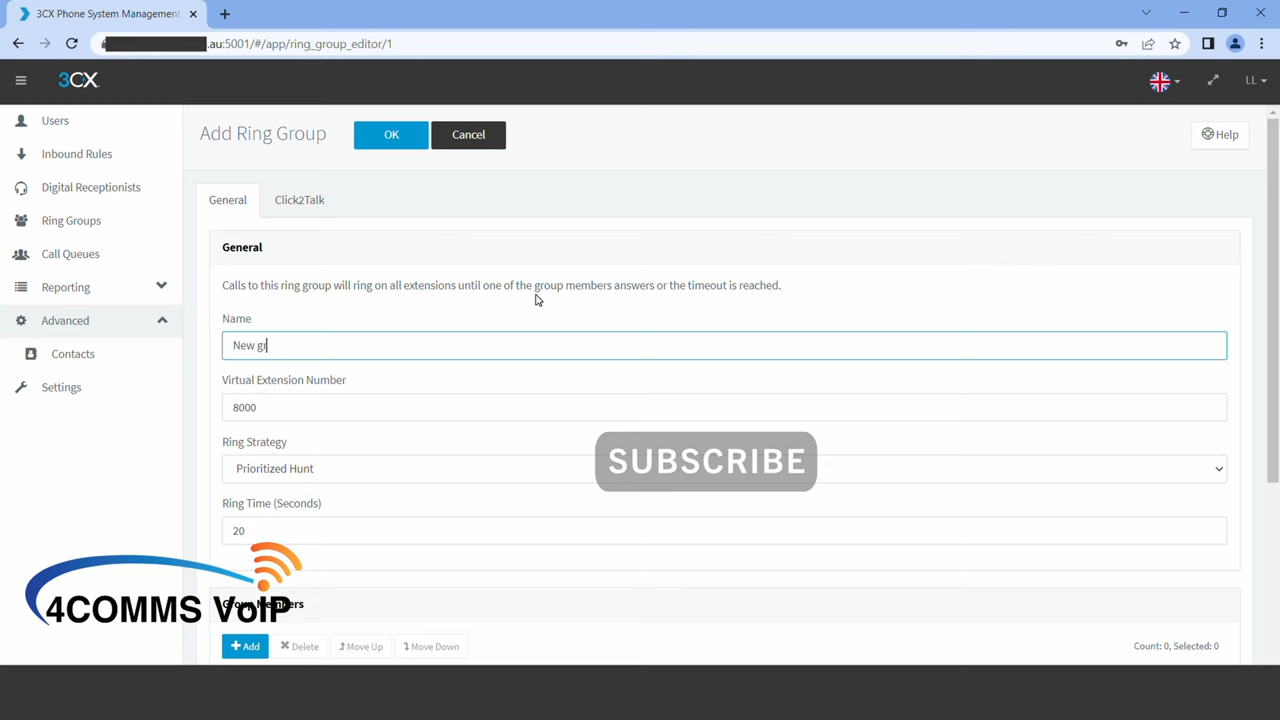 3CX Phone System Management
.au:5001/#/app/ring_group_editor/1
3CX
LL
Users
Inbound Rules
Digital Receptionists
Ring Groups
Call Queues
Reporting
Advanced
Contacts
Settings
Add Ring Group
OK
Cancel
Help
General
Click2Talk
General
Calls to this ring group will ring on all extensions until one of the group members answers or the timeout is reached.
Name
New gr
Virtual Extension Number
8000
Ring Strategy
Prioritized Hunt
SUBSCRIBE
Ring Time (Seconds)
20
4COMMS VoIP
Group Members
Add
Delete
Move Up
Move Down
Count: 0, Selected: 0